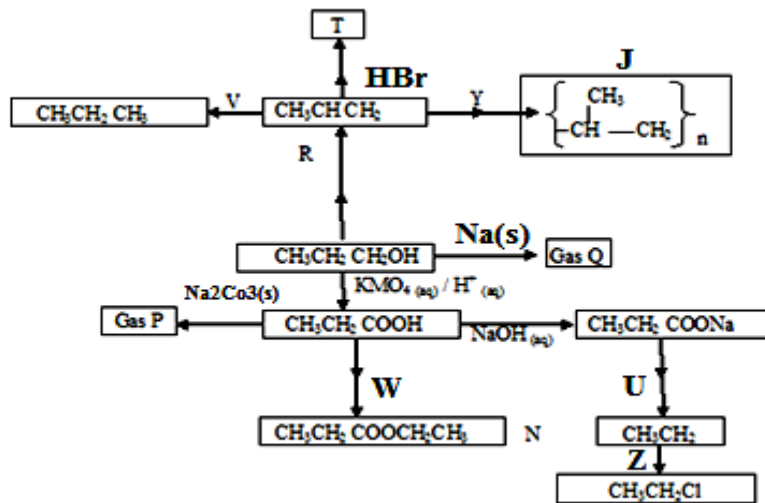 T
HBr
J
CH₃CH₂ CH₃
V
CH₃CH CH₂
Y
CH₃
CH
CH₂
n
R
CH₃CH₂ CH₂OH
Na(s)
Gas Q
KMO₄ (aq) / H⁺ (aq)
Na2Co3(s)
Gas P
CH₃CH₂ COOH
NaOH (aq)
CH₃CH₂ COONa
W
U
CH₃CH₂ COOCH₂CH₃
N
CH₃CH₂
Z
CH₃CH₂Cl